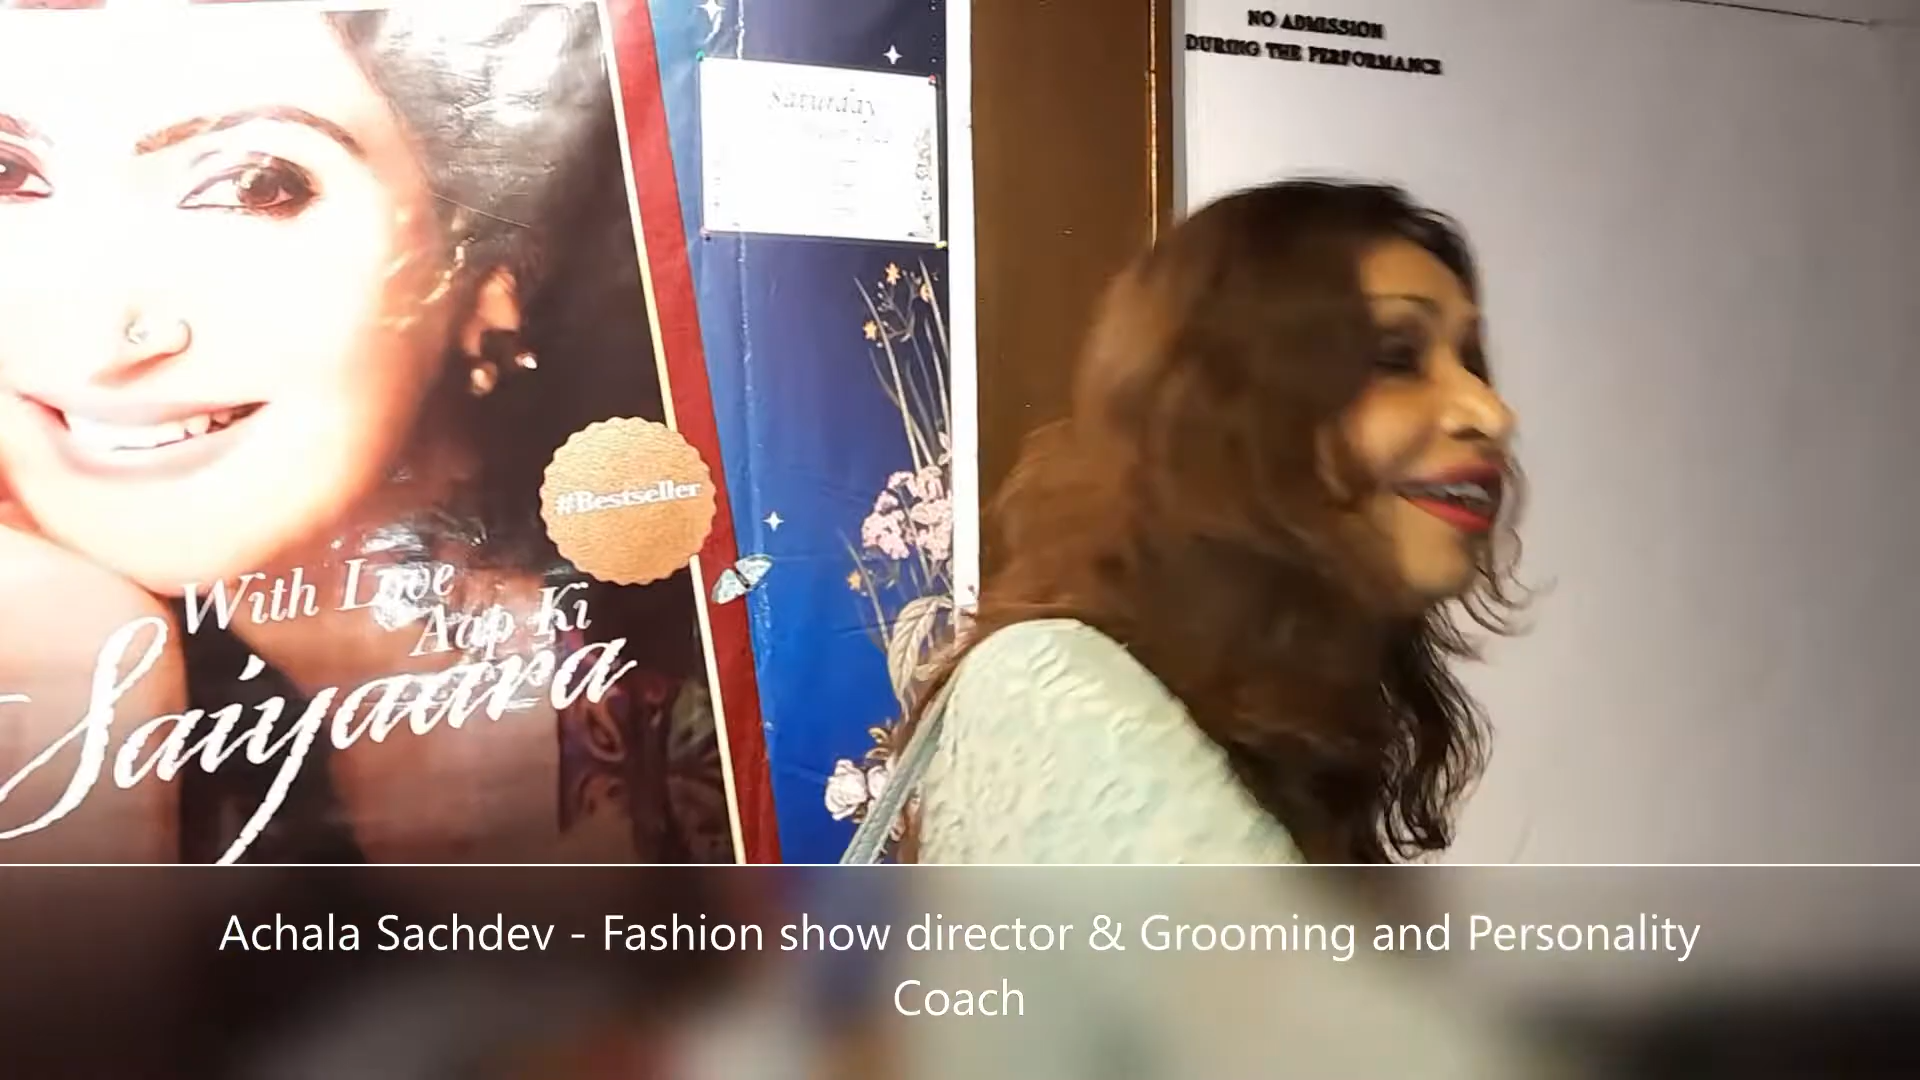 NO ADMISSION
DURING THE PERFORMANCE
Saturday
#Bestseller
With Love
Aap Ki
Saiyaara
Achala Sachdev - Fashion show director & Grooming and Personality
Coach